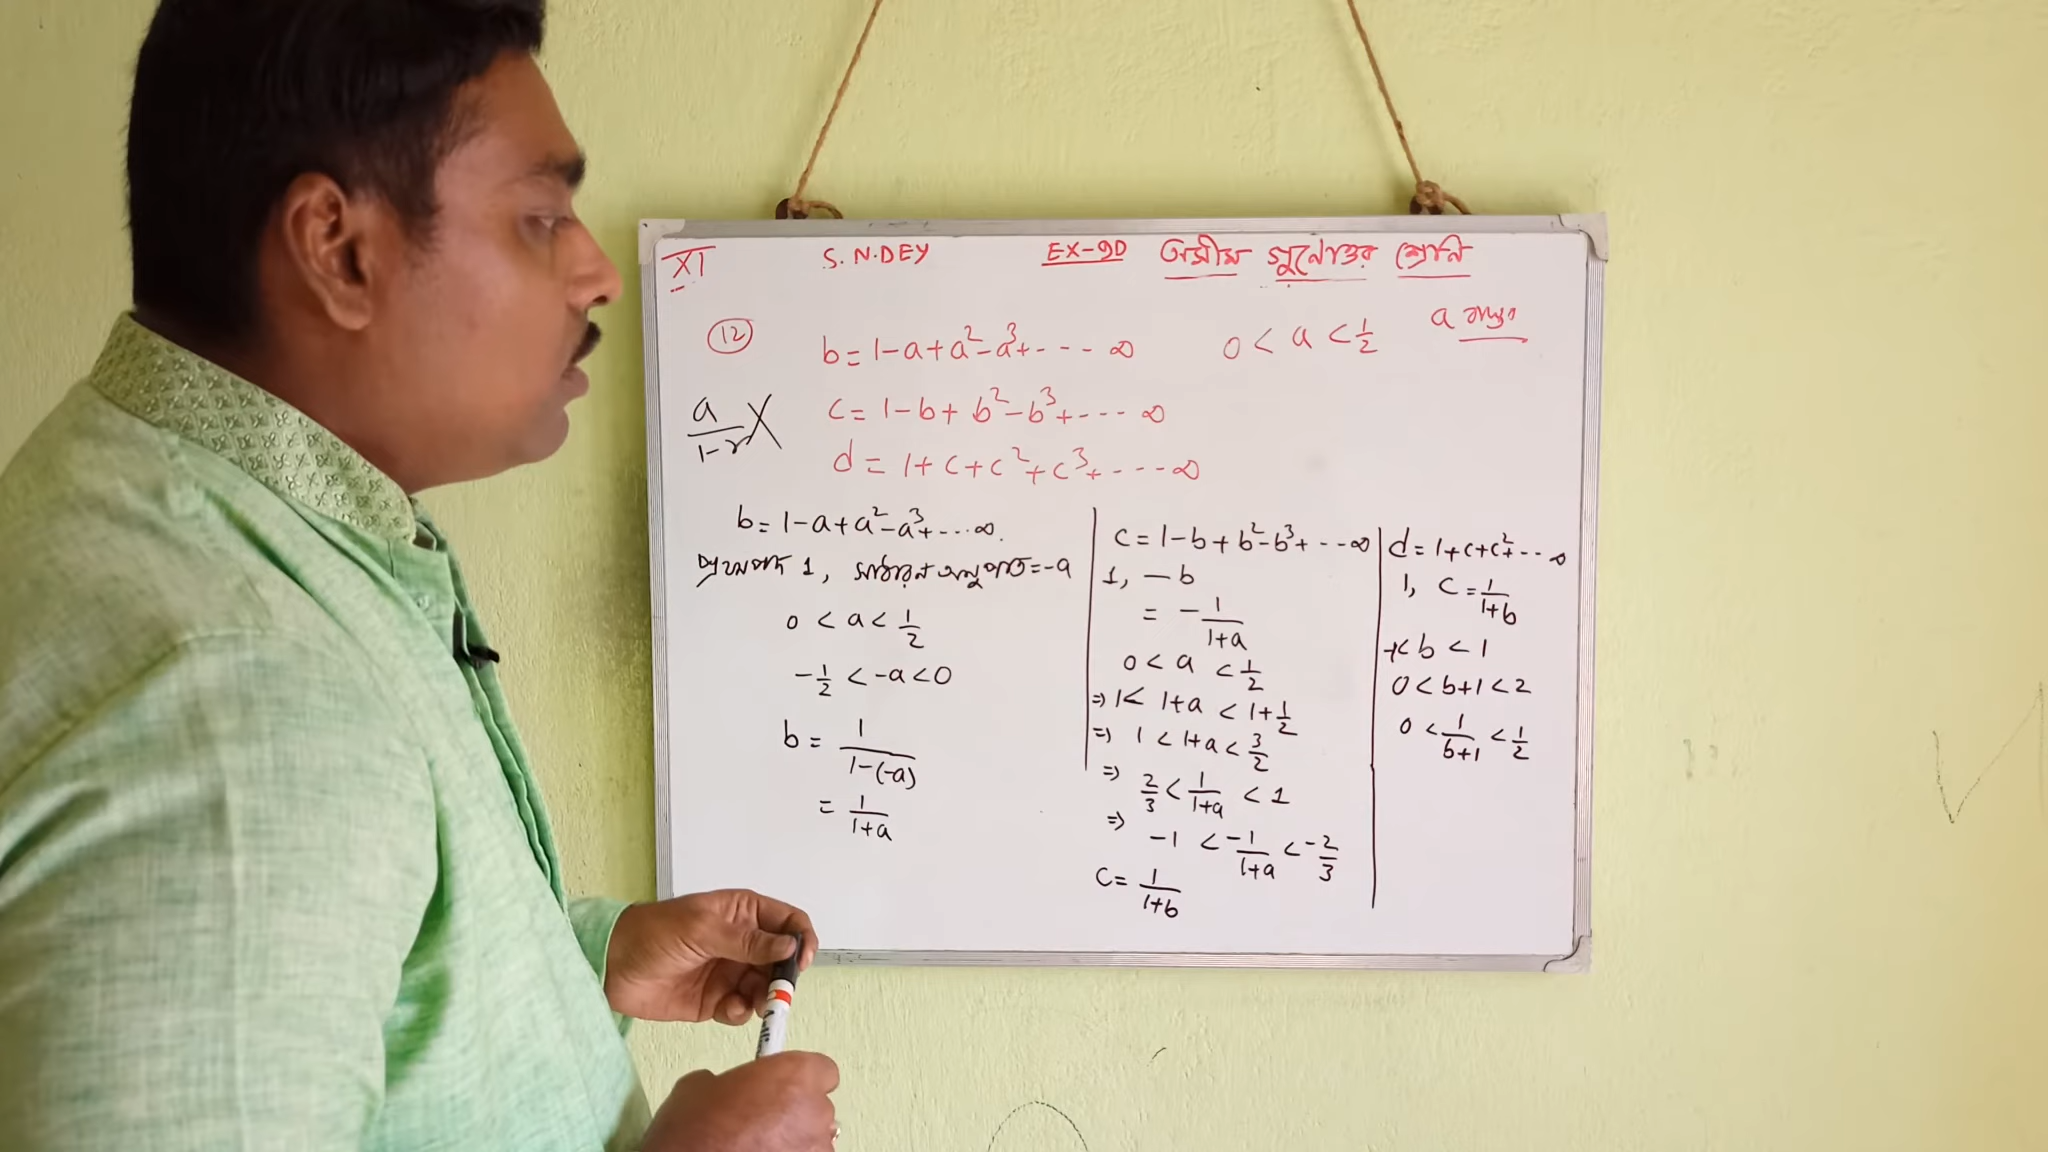 XI S. N. DEY EX-9D অসীম গুনোত্তর শ্রেনি
12 b = 1-a+a²-a³+---- ∞ 0 < a < 1/2 a বাস্তব
c = 1-b+b²-b³+---- ∞
a/(1-r) X
d = 1+c+c²+c³+----- ∞
b = 1-a+a²-a³+---∞.
প্রথমপদ 1, সাধারন অনুপাত = -a
0 < a < 1/2
-1/2 < -a < 0
b = 1/(1-(-a))
= 1/(1+a)
c = 1-b+b²-b³+---∞
1, -b
= - 1/(1+a)
0 < a < 1/2
⇒ 1 < 1+a < 1+1/2
⇒ 1 < 1+a < 3/2
⇒ 2/3 < 1/(1+a) < 1
⇒ -1 < -1/(1+a) < -2/3
c = 1/(1+b)
d = 1+c+c²+--- ∞
1, c = 1/(1+b)
-1< b < 1
0 < b+1 < 2
0 < 1/(b+1) < 1/2